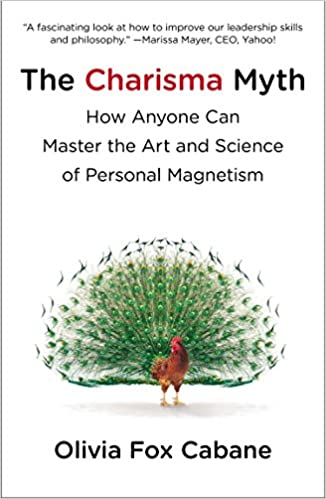 “A fascinating look at how to improve our leadership skills
and philosophy.” —Marissa Mayer, CEO, Yahoo!
The Charisma Myth
How Anyone Can
Master the Art and Science
of Personal Magnetism
Olivia Fox Cabane